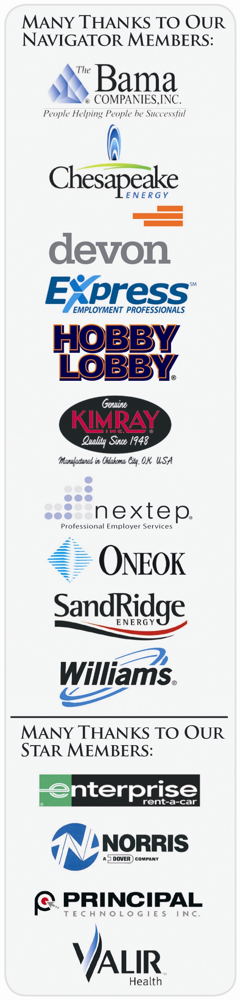 MANY THANKS TO OUR
NAVIGATOR MEMBERS:
The Bama
® COMPANIES, INC.
People Helping People be Successful
Chesapeake
ENERGY
devon
Express SM
EMPLOYMENT PROFESSIONALS
HOBBY
LOBBY®
Genuine
KIMRAY
INC. ®
Quality Since 1948
Manufactured in Oklahoma City, OK USA
nextep®
Professional Employer Services
ONEOK
SandRidge
ENERGY
Williams®
MANY THANKS TO OUR
STAR MEMBERS:
enterprise
® rent-a-car
NORRIS
A DOVER COMPANY
PRINCIPAL
TECHNOLOGIES INC.
VALIR™
Health